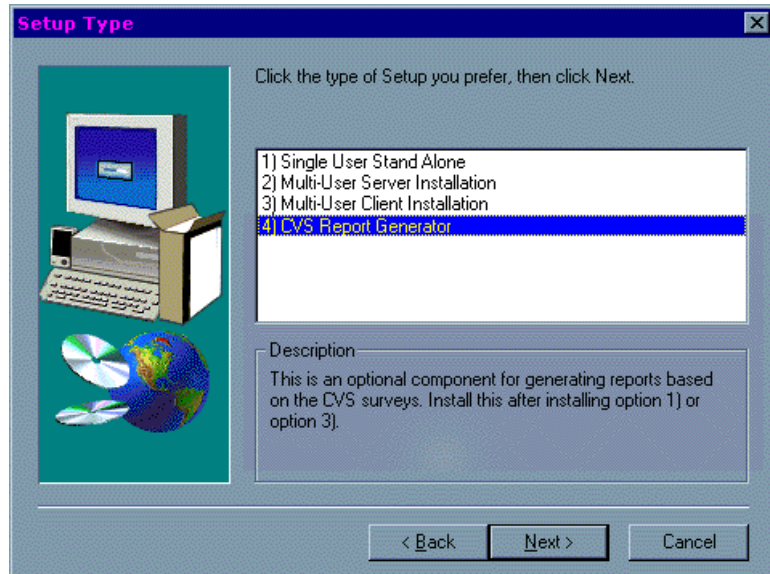 Setup Type
Click the type of Setup you prefer, then click Next.
1) Single User Stand Alone
2) Multi-User Server Installation
3) Multi-User Client Installation
4) CVS Report Generator
Description
This is an optional component for generating reports based
on the CVS surveys. Install this after installing option 1) or
option 3).
< Back
Next >
Cancel